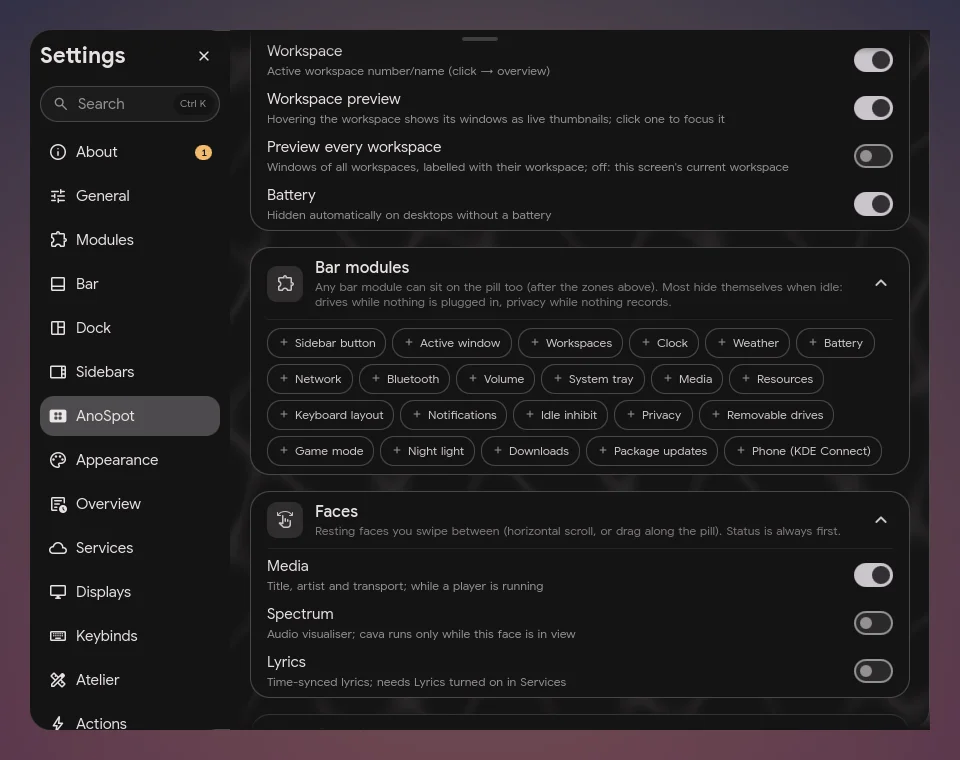 Settings
Search
Ctrl K
About
1
General
Modules
Bar
Dock
Sidebars
AnoSpot
Appearance
Overview
Services
Displays
Keybinds
Atelier
Actions
Workspace
Active workspace number/name (click → overview)
Workspace preview
Hovering the workspace shows its windows as live thumbnails; click one to focus it
Preview every workspace
Windows of all workspaces, labelled with their workspace; off: this screen's current workspace
Battery
Hidden automatically on desktops without a battery
Bar modules
Any bar module can sit on the pill too (after the zones above). Most hide themselves when idle:
drives while nothing is plugged in, privacy while nothing records.
+ Sidebar button + Active window + Workspaces + Clock + Weather + Battery
+ Network + Bluetooth + Volume + System tray + Media + Resources
+ Keyboard layout + Notifications + Idle inhibit + Privacy + Removable drives
+ Game mode + Night light + Downloads + Package updates + Phone (KDE Connect)
Faces
Resting faces you swipe between (horizontal scroll, or drag along the pill). Status is always first.
Media
Title, artist and transport; while a player is running
Spectrum
Audio visualiser; cava runs only while this face is in view
Lyrics
Time-synced lyrics; needs Lyrics turned on in Services